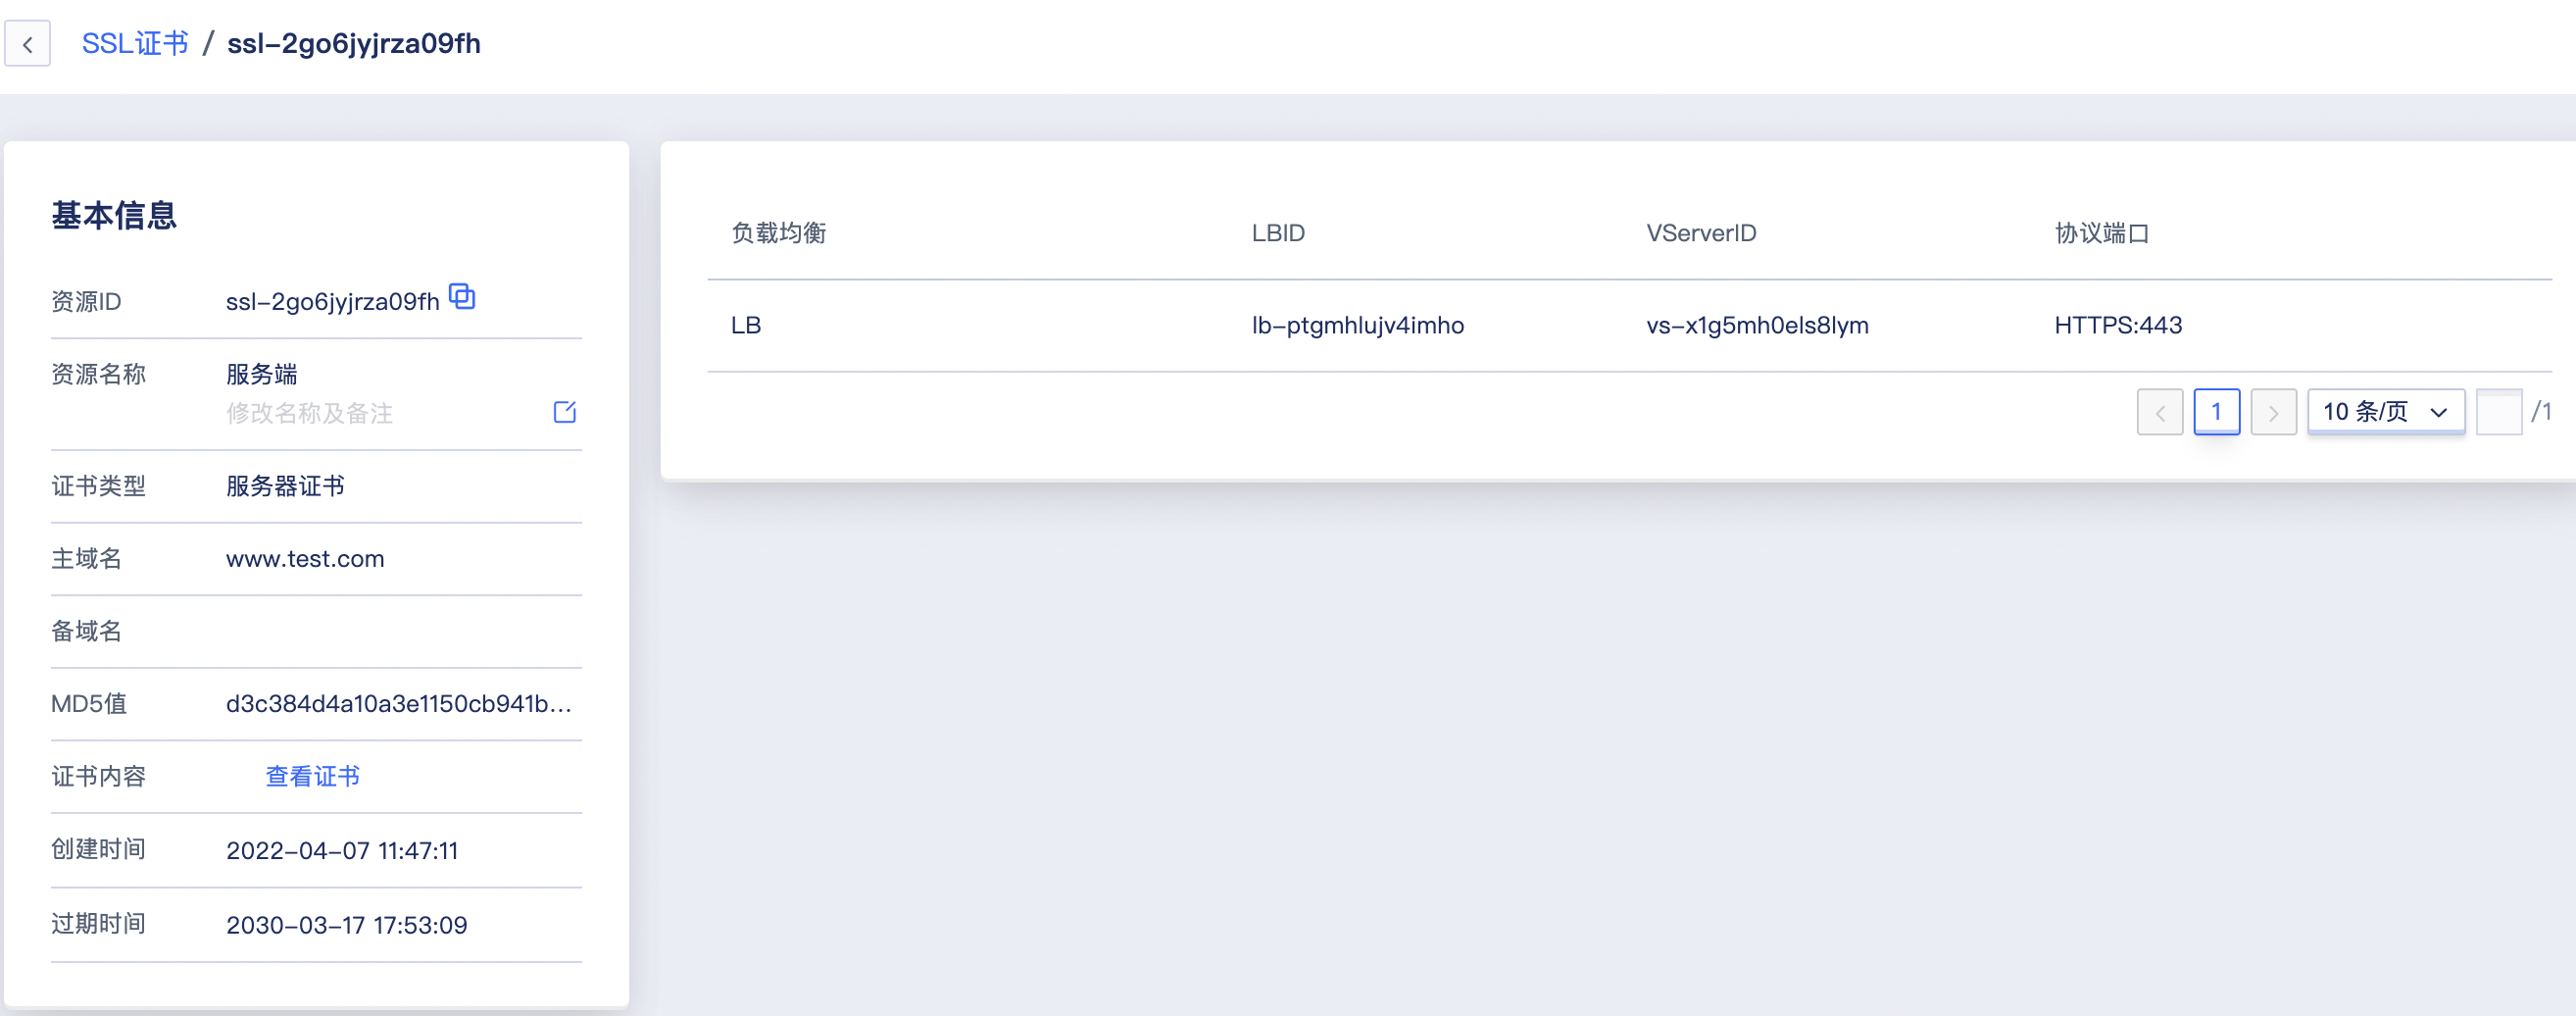 SSL证书 / ssl-2go6jyjrza09fh
基本信息
资源ID ssl-2go6jyjrza09fh
资源名称 服务端
修改名称及备注
证书类型 服务器证书
主域名 www.test.com
备域名
MD5值 d3c384d4a10a3e1150cb941b...
证书内容 查看证书
创建时间 2022-04-07 11:47:11
过期时间 2030-03-17 17:53:09
负载均衡 LBID VServerID 协议端口
LB lb-ptgmhlujv4imho vs-x1g5mh0els8lym HTTPS:443
1 10 条/页 /1